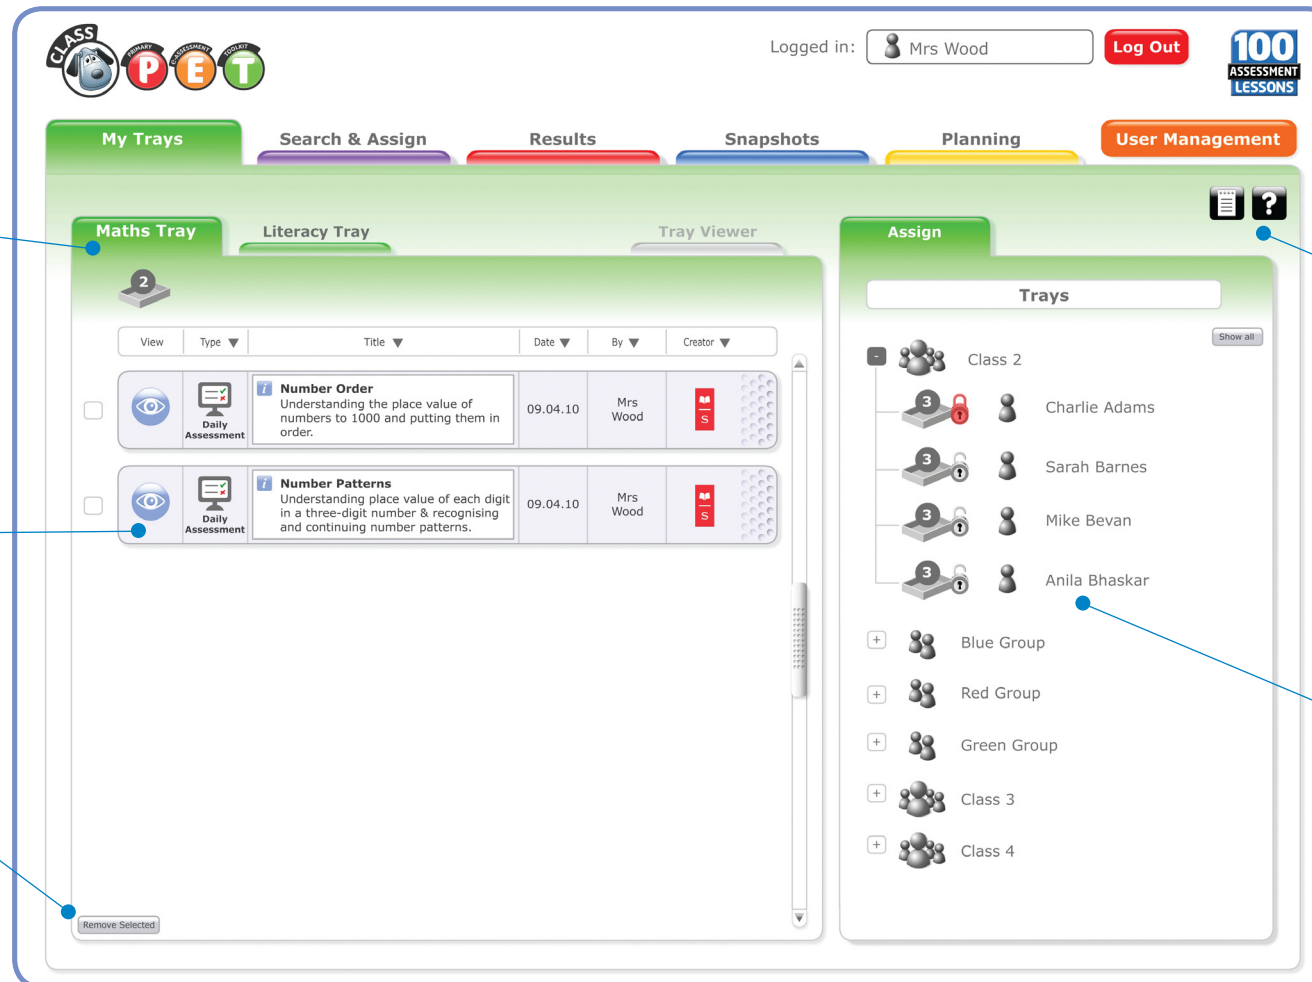 CLASS
PRIMARY e-ASSESSMENT TOOLKIT
PET
Logged in: Mrs Wood
Log Out
100
ASSESSMENT
LESSONS
My Trays
Search & Assign
Results
Snapshots
Planning
User Management
?
Maths Tray
Literacy Tray
Tray Viewer
Assign
2
Trays
Show all
View
Type
Title
Date
By
Creator
i
Number Order
Understanding the place value of
numbers to 1000 and putting them in
order.
Daily
Assessment
09.04.10
Mrs
Wood
S
i
Number Patterns
Understanding place value of each digit
in a three-digit number & recognising
and continuing number patterns.
Daily
Assessment
09.04.10
Mrs
Wood
S
Remove Selected
- Class 2
3 Charlie Adams
3 Sarah Barnes
3 Mike Bevan
3 Anila Bhaskar
+ Blue Group
+ Red Group
+ Green Group
+ Class 3
+ Class 4